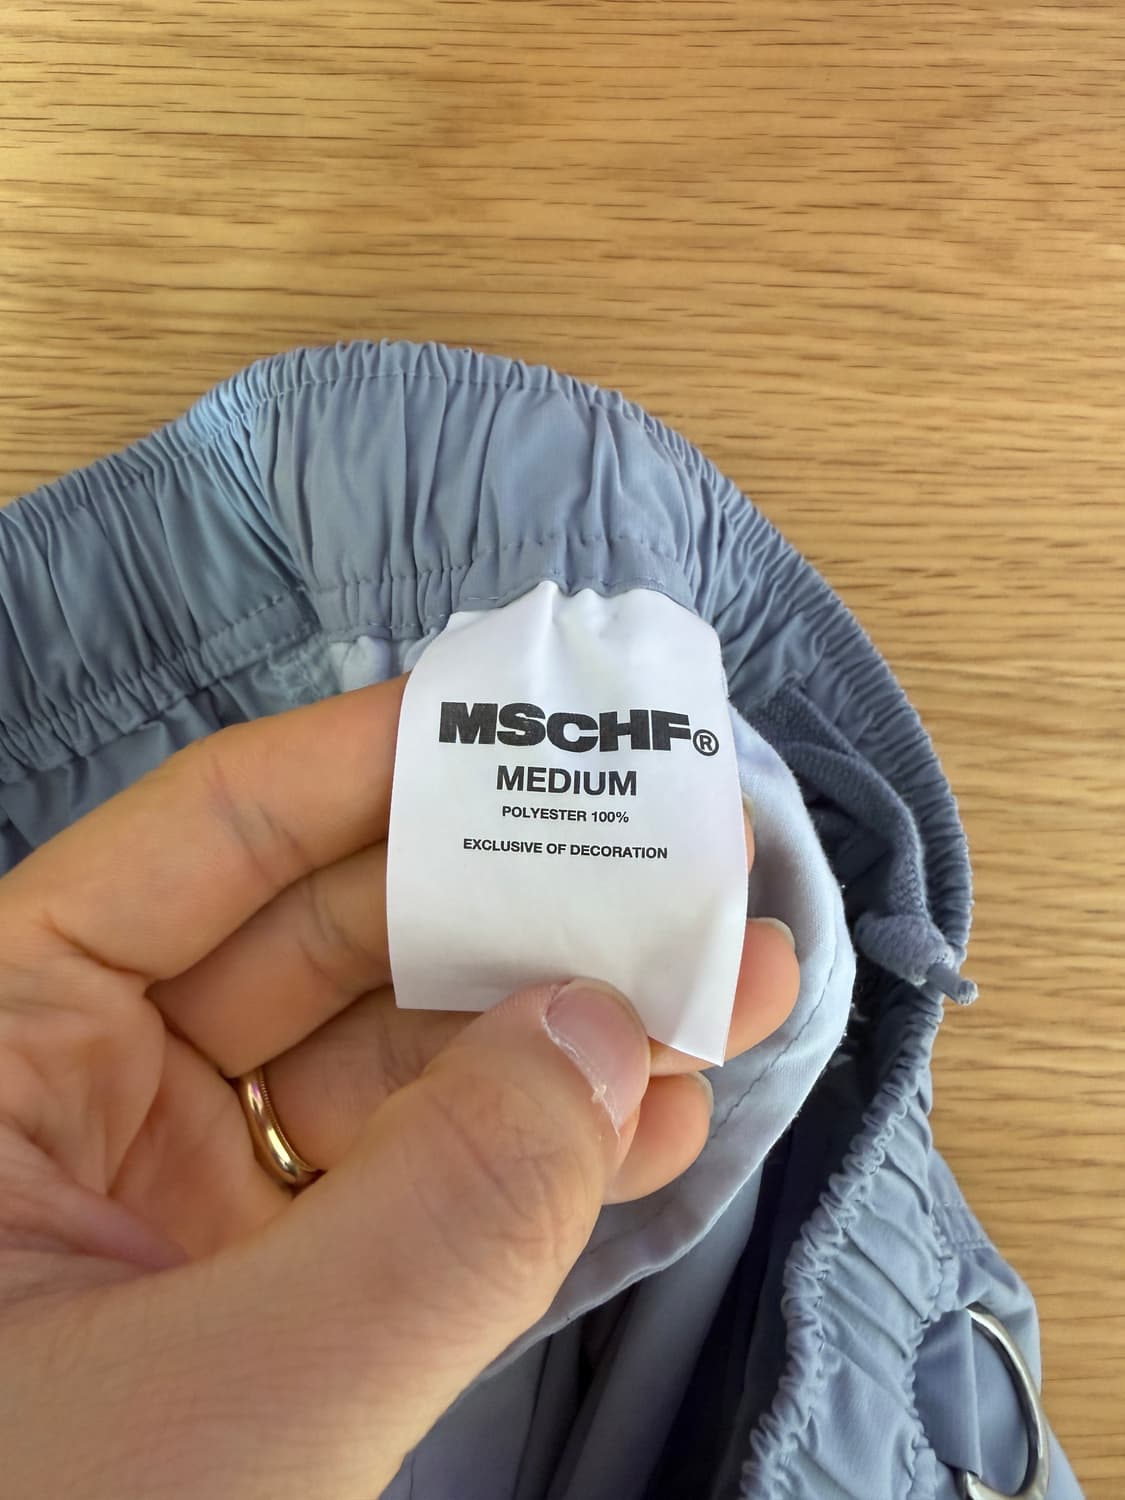 MSCHF®
MEDIUM
POLYESTER 100%
EXCLUSIVE OF DECORATION